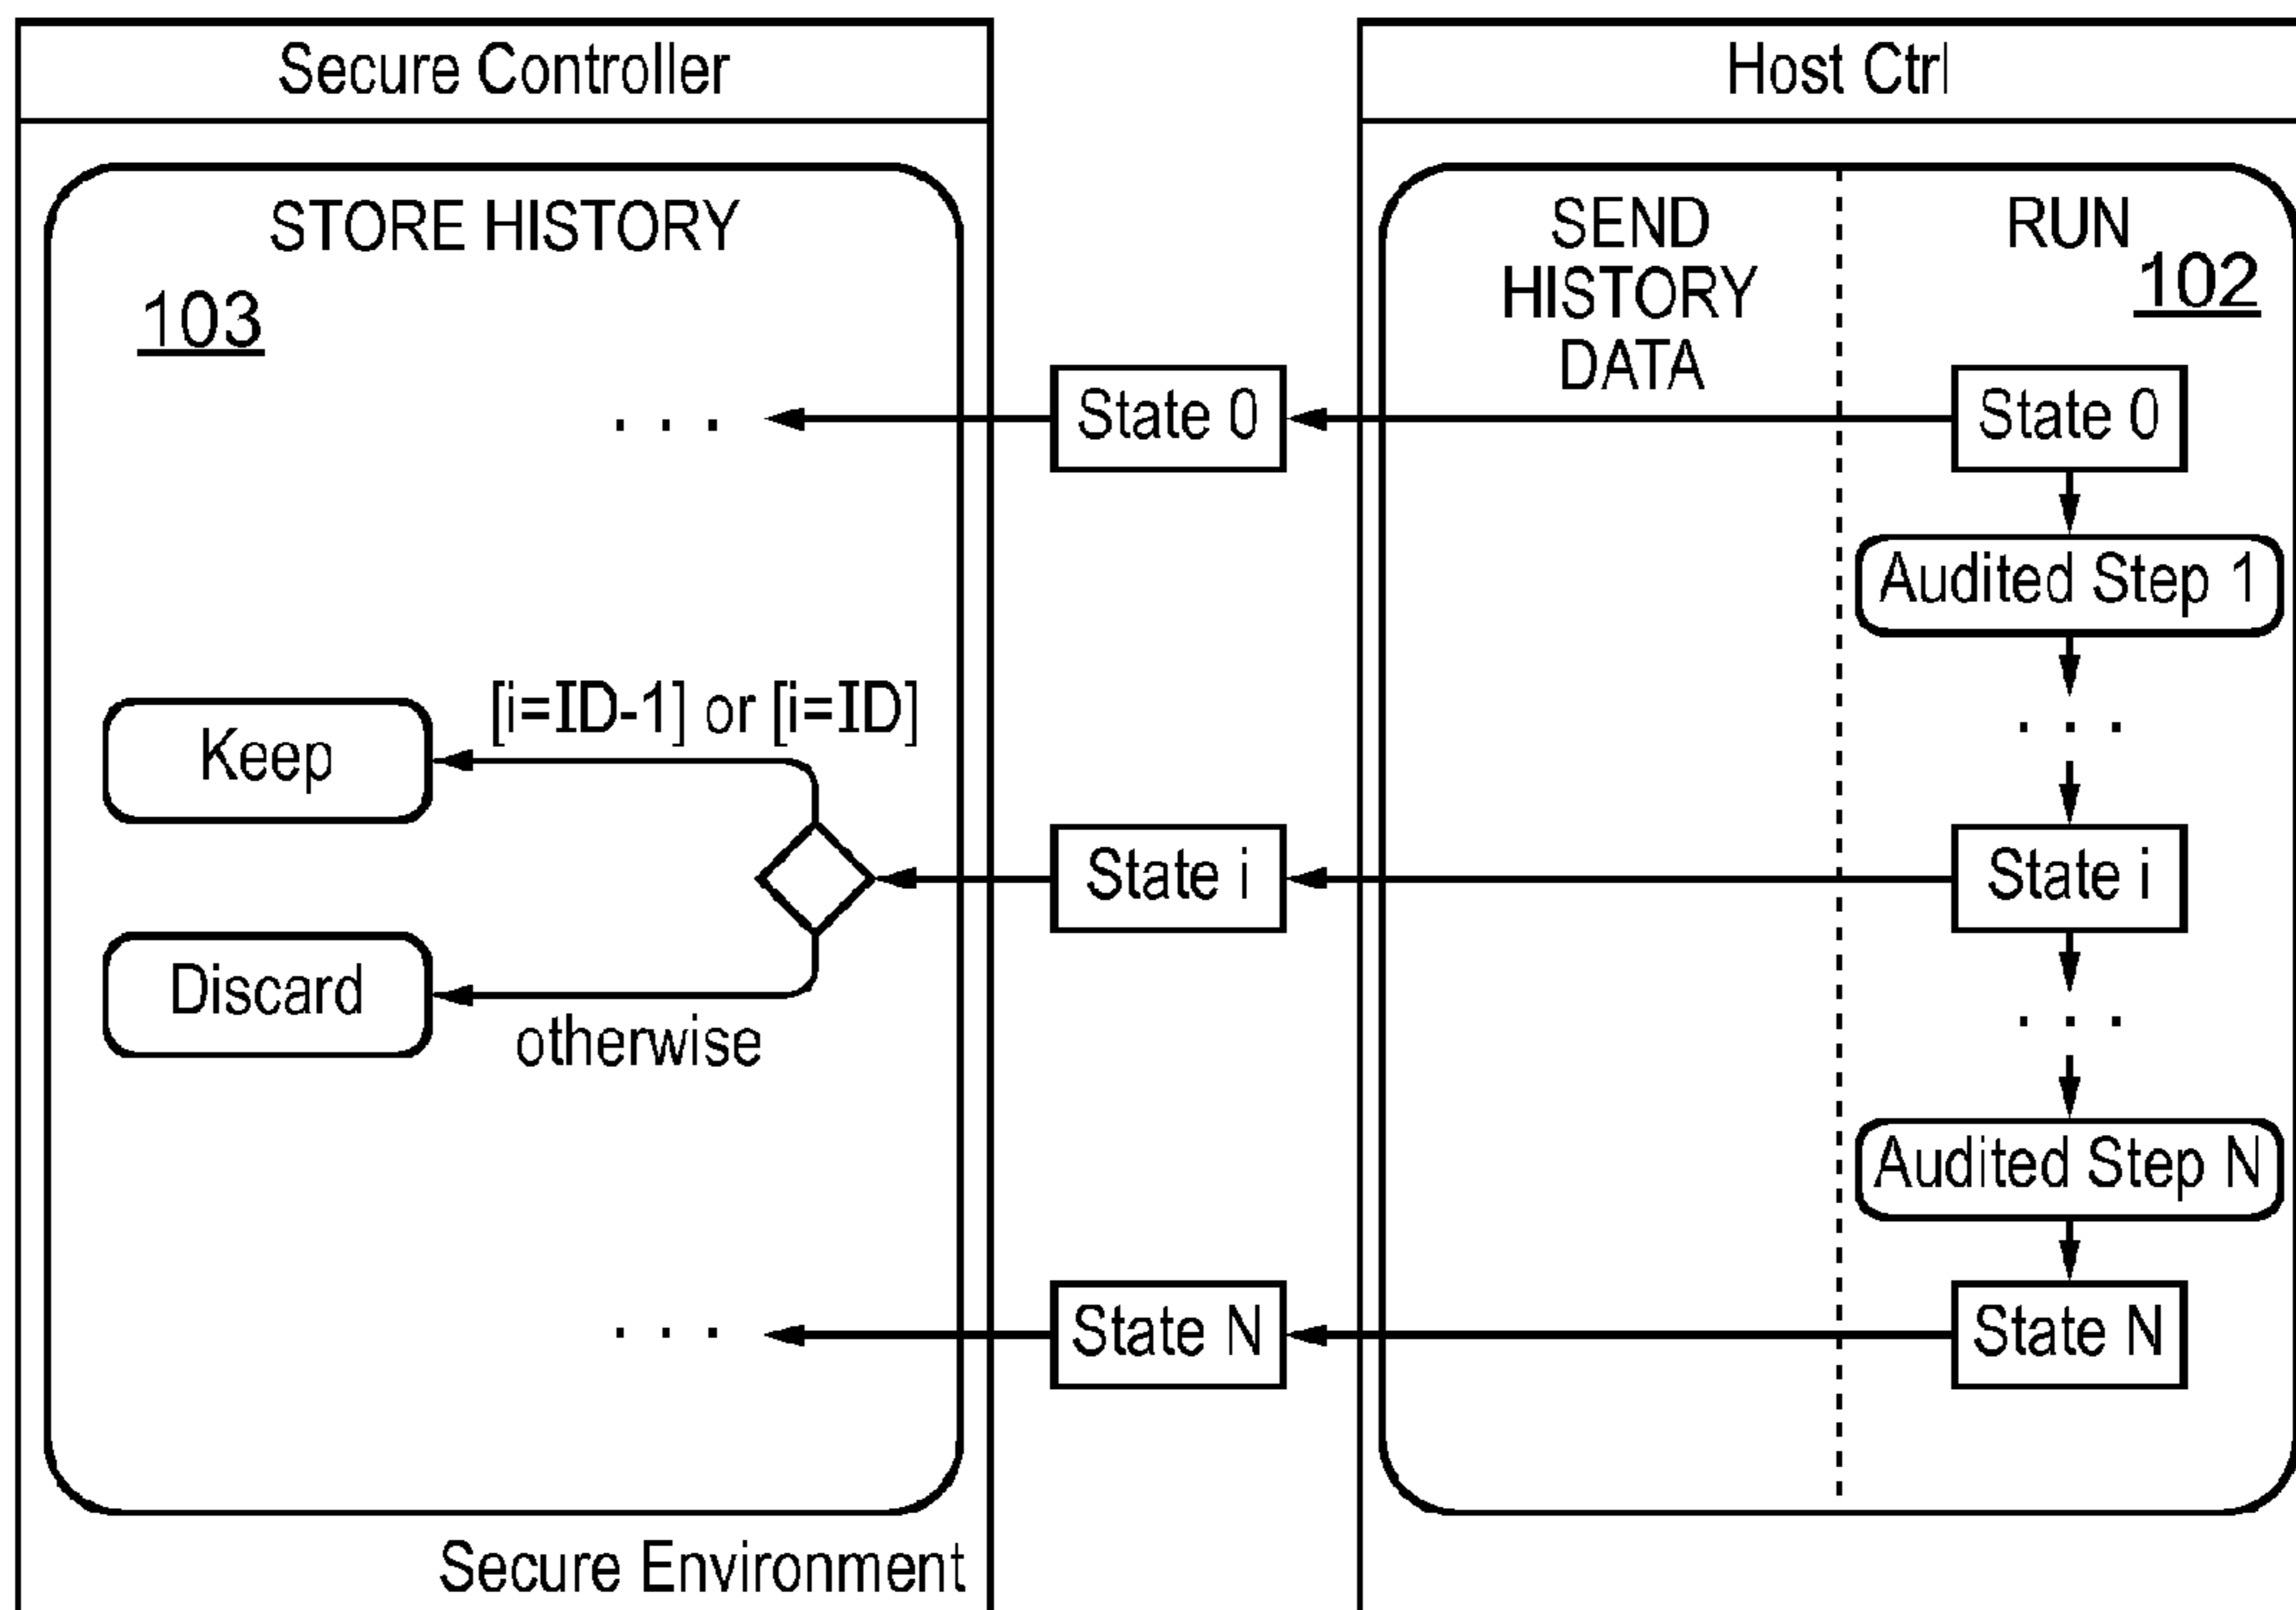 Secure Controller
Host Ctrl
STORE HISTORY
103
SEND
HISTORY
DATA
RUN
102
. . .
State 0
State 0
Audited Step 1
. . .
[i=ID-1] or [i=ID]
Keep
State i
State i
Discard
otherwise
. . .
Audited Step N
. . .
State N
State N
Secure Environment